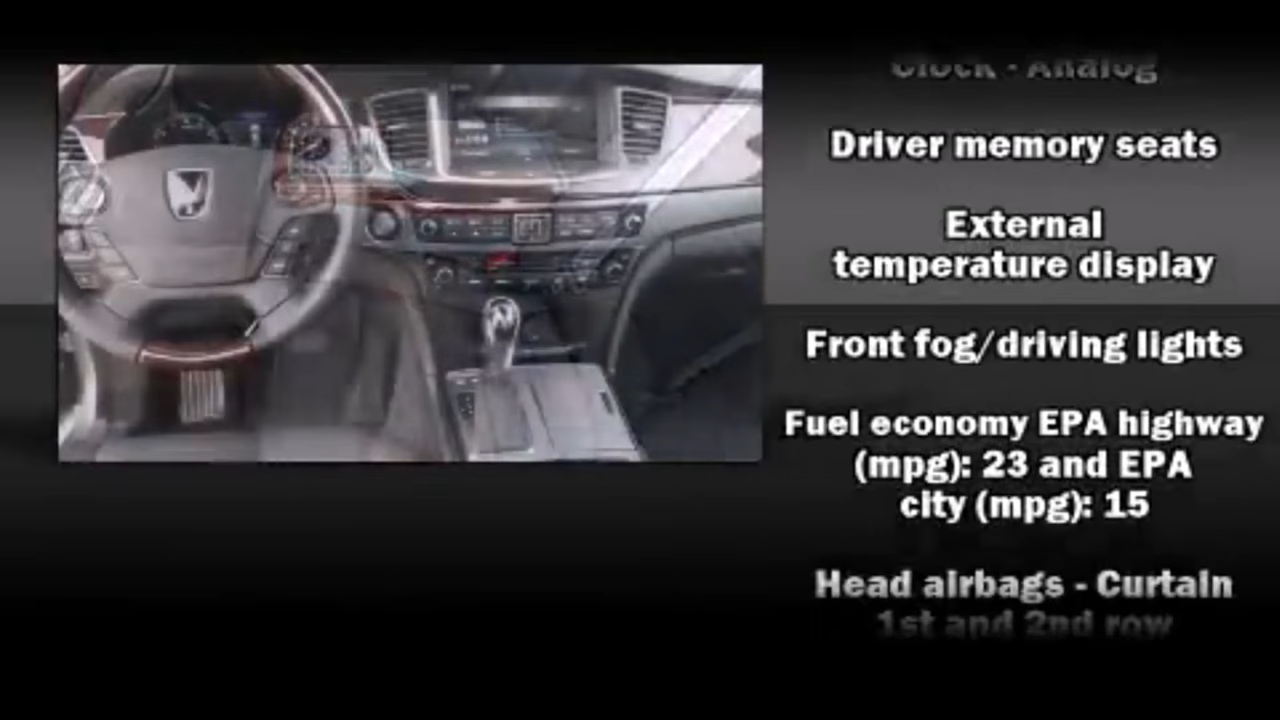 Clock - Analog
Driver memory seats
External
temperature display
Front fog/driving lights
Fuel economy EPA highway
(mpg): 23 and EPA
city (mpg): 15
Head airbags - Curtain
1st and 2nd row